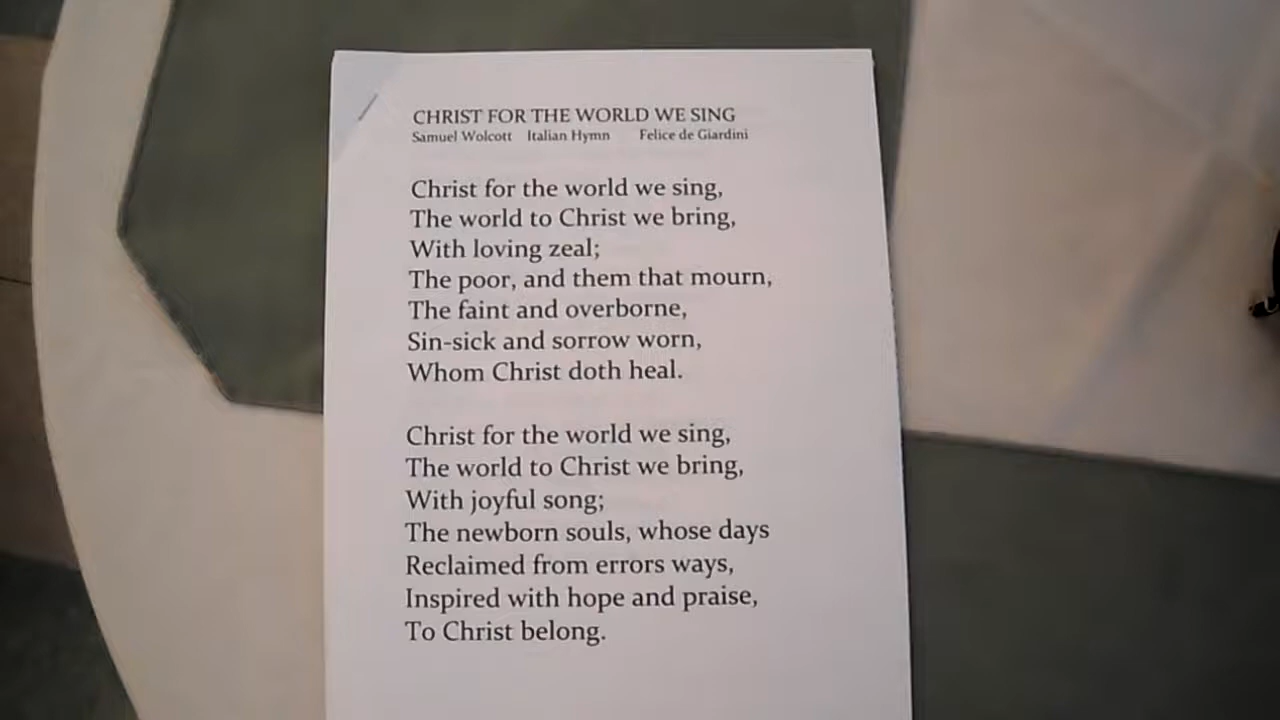 CHRIST FOR THE WORLD WE SING
Samuel Wolcott Italian Hymn Felice de Giardini
Christ for the world we sing,
The world to Christ we bring,
With loving zeal;
The poor, and them that mourn,
The faint and overborne,
Sin-sick and sorrow worn,
Whom Christ doth heal.
Christ for the world we sing,
The world to Christ we bring,
With joyful song;
The newborn souls, whose days
Reclaimed from errors ways,
Inspired with hope and praise,
To Christ belong.